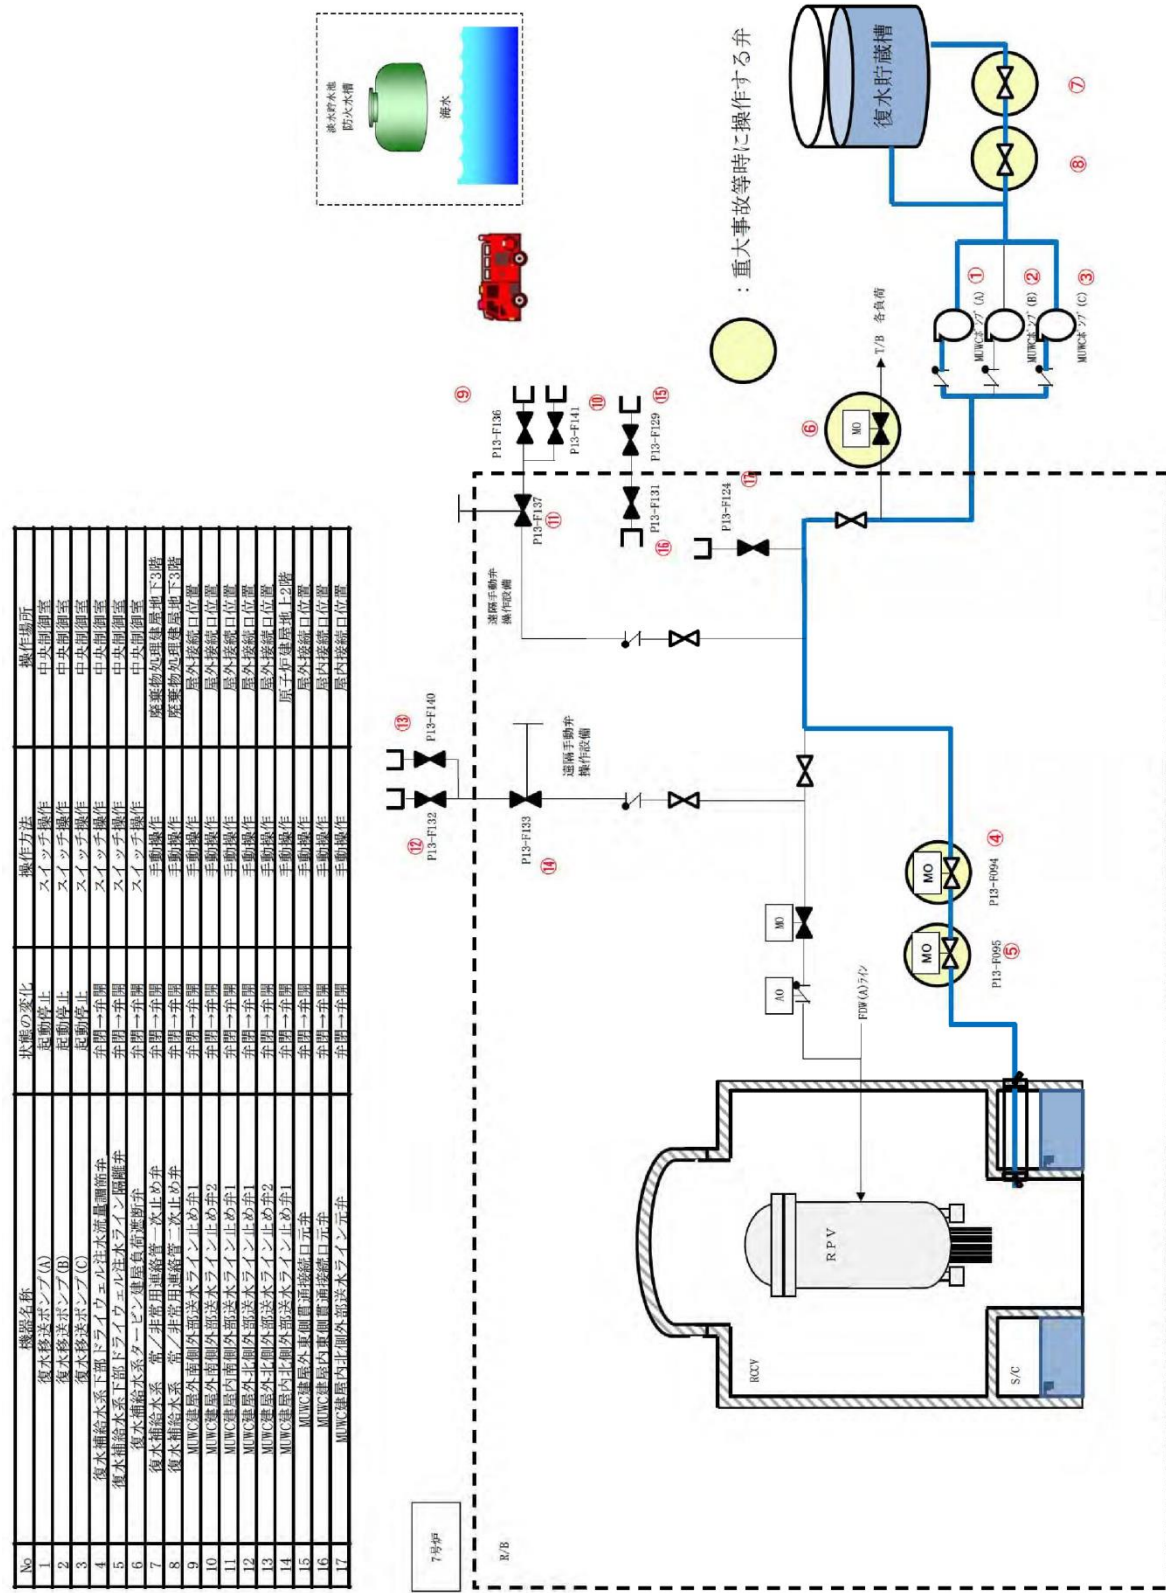 No 機器名称 状態の変化 操作方法 操作場所
1 復水移送ポンプ(A) 起動停止 スイッチ操作 中央制御室
2 復水移送ポンプ(B) 起動停止 スイッチ操作 中央制御室
3 復水移送ポンプ(C) 起動停止 スイッチ操作 中央制御室
4 復水補給水系下部ドライウェル注水流量調節弁 弁閉→弁開 スイッチ操作 中央制御室
5 復水補給水系下部ドライウェル注水ライン隔離弁 弁閉→弁開 スイッチ操作 中央制御室
6 復水補給水系タービン建屋負荷遮断弁 弁開→弁閉 スイッチ操作 中央制御室
7 復水補給水系 常／非常用連絡管一次止め弁 弁閉→弁開 手動操作 廃棄物処理建屋地下3階
8 復水補給水系 常／非常用連絡管二次止め弁 弁閉→弁開 手動操作 廃棄物処理建屋地下3階
9 MUWC建屋外南側外部送水ライン止め弁1 弁閉→弁開 手動操作 屋外接続口位置
10 MUWC建屋外南側外部送水ライン止め弁2 弁閉→弁開 手動操作 屋外接続口位置
11 MUWC建屋内南側外部送水ライン止め弁1 弁閉→弁開 手動操作 屋外接続口位置
12 MUWC建屋外北側外部送水ライン止め弁1 弁閉→弁開 手動操作 屋外接続口位置
13 MUWC建屋外北側外部送水ライン止め弁2 弁閉→弁開 手動操作 屋外接続口位置
14 MUWC建屋内北側外部送水ライン止め弁1 弁閉→弁開 手動操作 原子炉建屋地上2階
15 MUWC建屋外東側貫通接続口元弁 弁閉→弁開 手動操作 屋外接続口位置
16 MUWC建屋内東側貫通接続口元弁 弁閉→弁開 手動操作 屋内接続口位置
17 MUWC建屋内北側外部送水ライン元弁 弁閉→弁開 手動操作 屋内接続口位置
淡水貯水池
防火水槽
海水
7号炉
R/B
⑬
P13-F140
⑫
P13-F132
P13-F133
⑭
遠隔手動弁
操作設備
⑨
P13-F136
⑩
P13-F141
P13-F137
⑪
遠隔手動弁
操作設備
⑮
P13-F129
P13-F131
⑯
⑰
P13-F124
：重大事故等時に操作する弁
⑥
MO
T/B 各負荷
復水貯蔵槽
⑦
⑧
MUWCポンプ(A)
①
MUWCポンプ(B)
②
MUWCポンプ(C)
③
MO
AO
FDW(A)ライン
MO
④
P13-F094
MO
⑤
P13-F095
RPV
RCCV
S/C